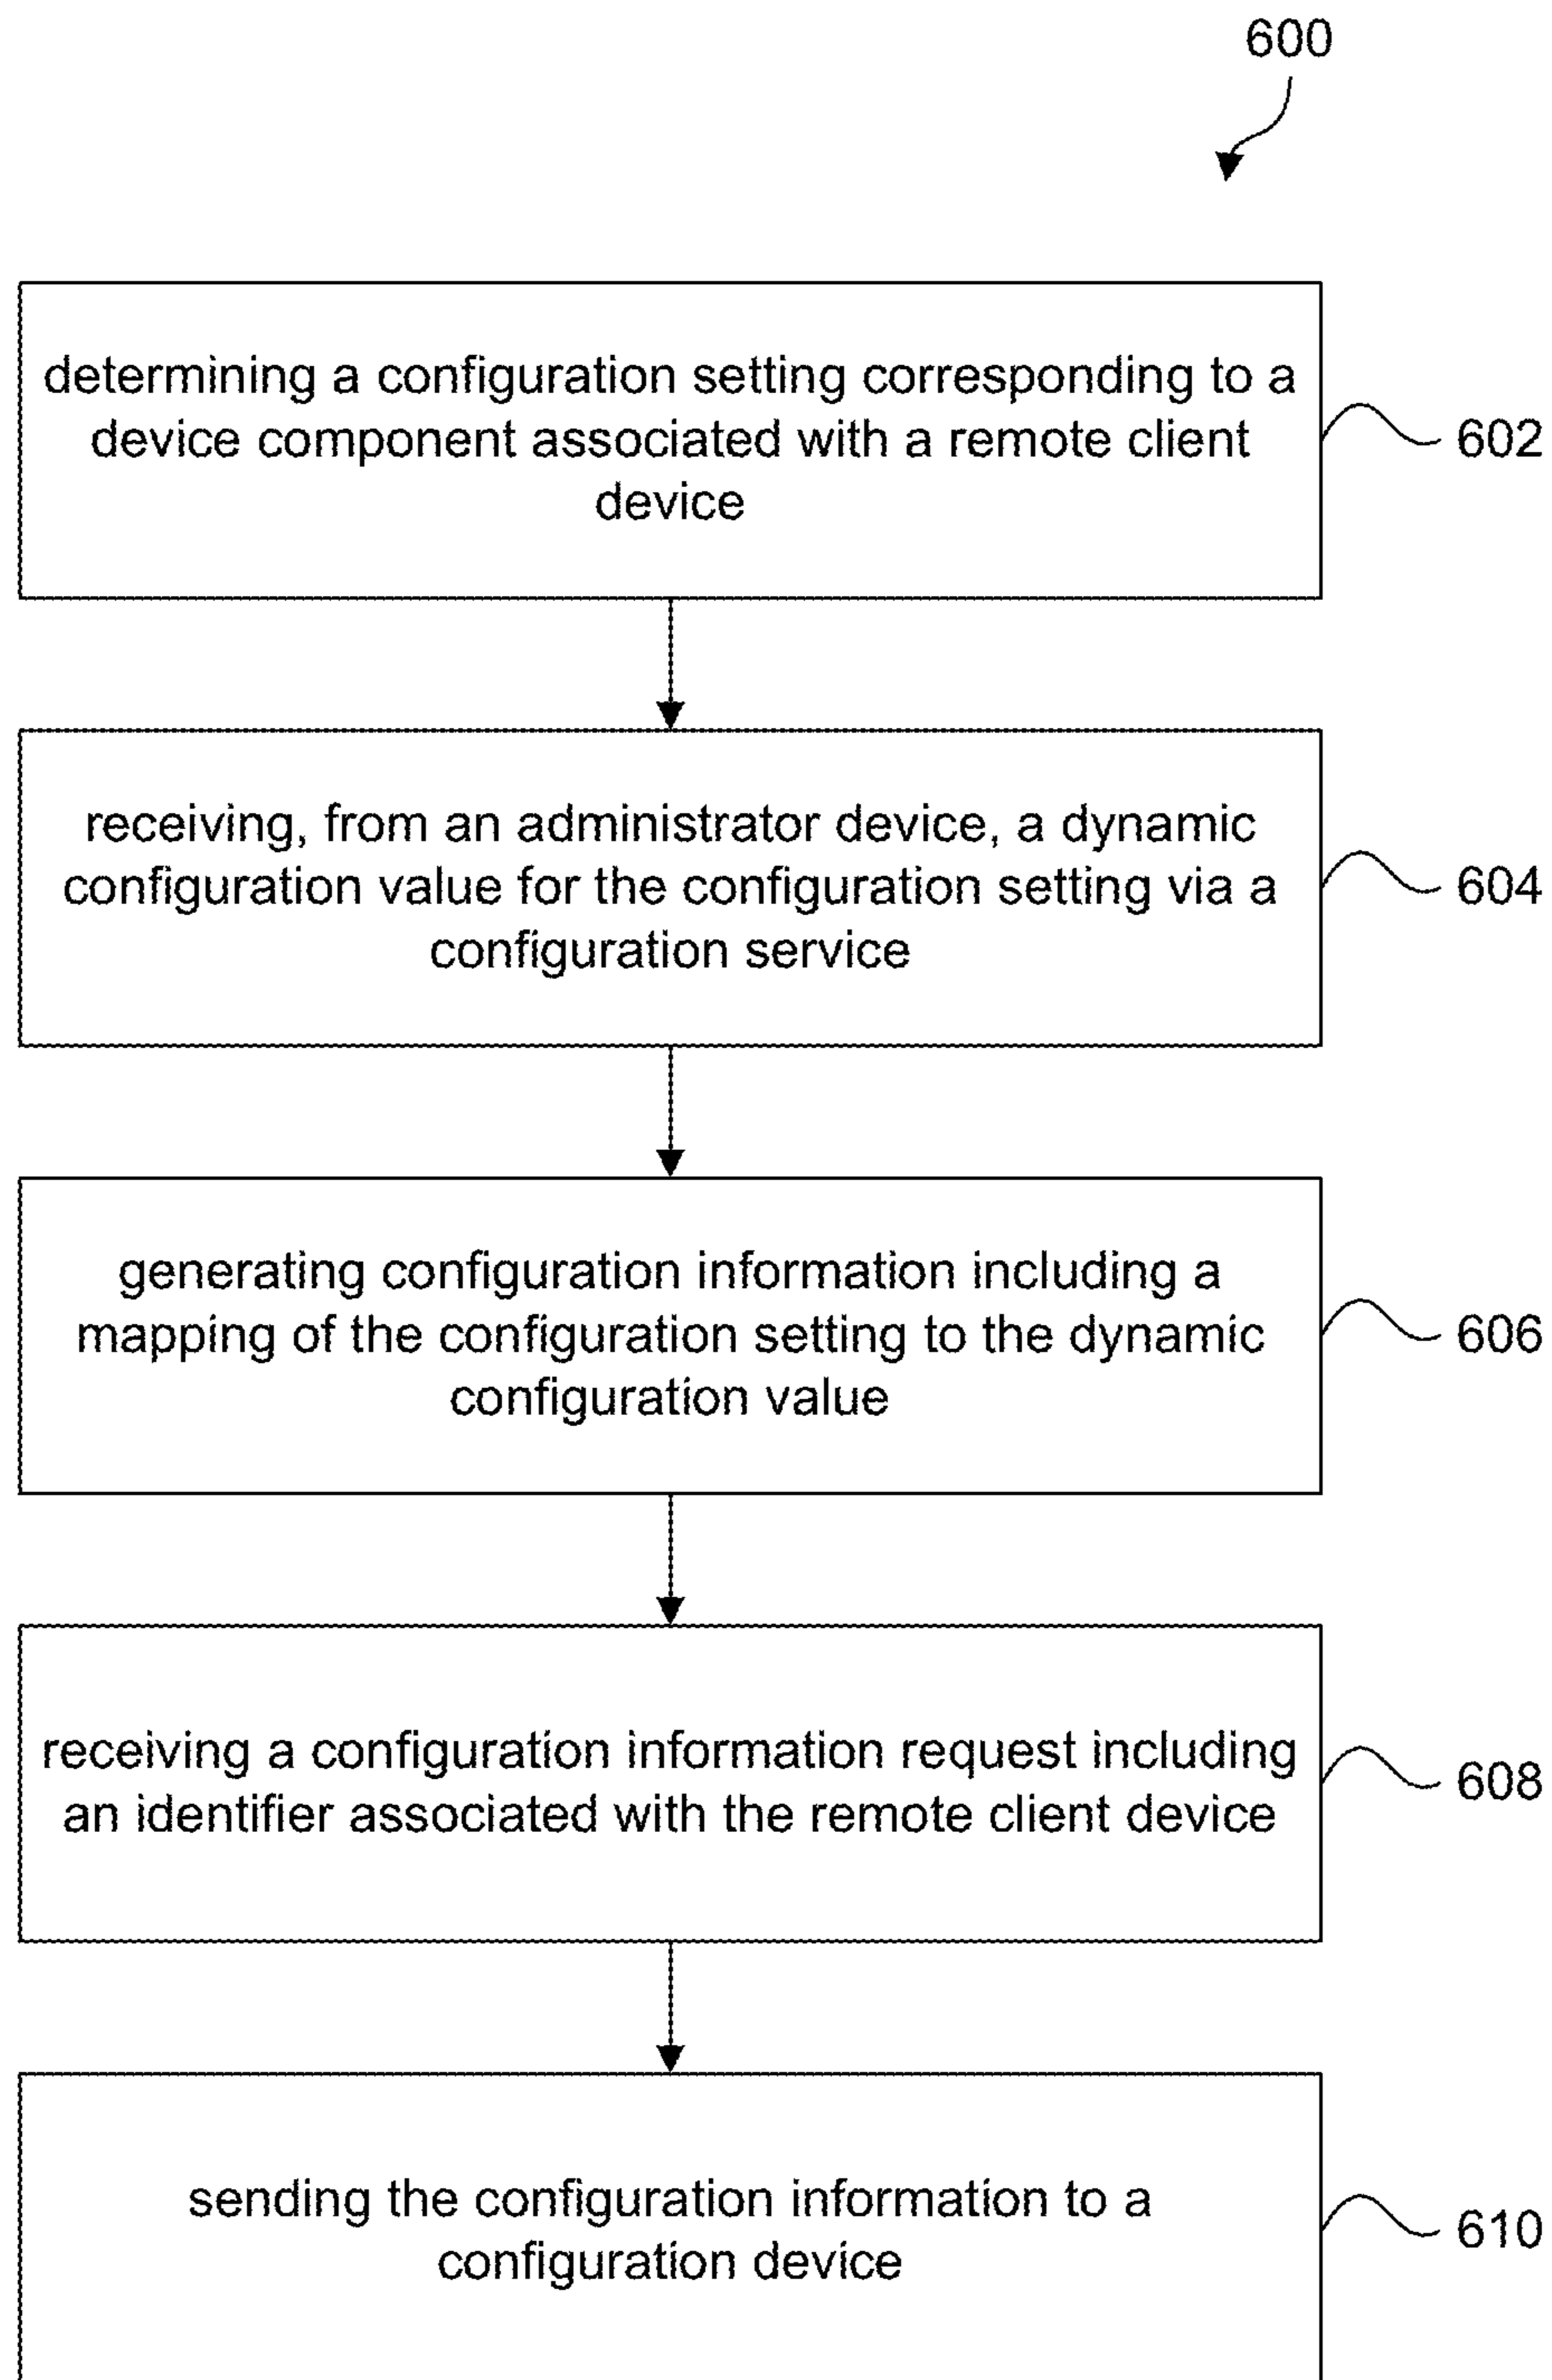 600
determining a configuration setting corresponding to a
device component associated with a remote client
device
602
receiving, from an administrator device, a dynamic
configuration value for the configuration setting via a
configuration service
604
generating configuration information including a
mapping of the configuration setting to the dynamic
configuration value
606
receiving a configuration information request including
an identifier associated with the remote client device
608
sending the configuration information to a
configuration device
610